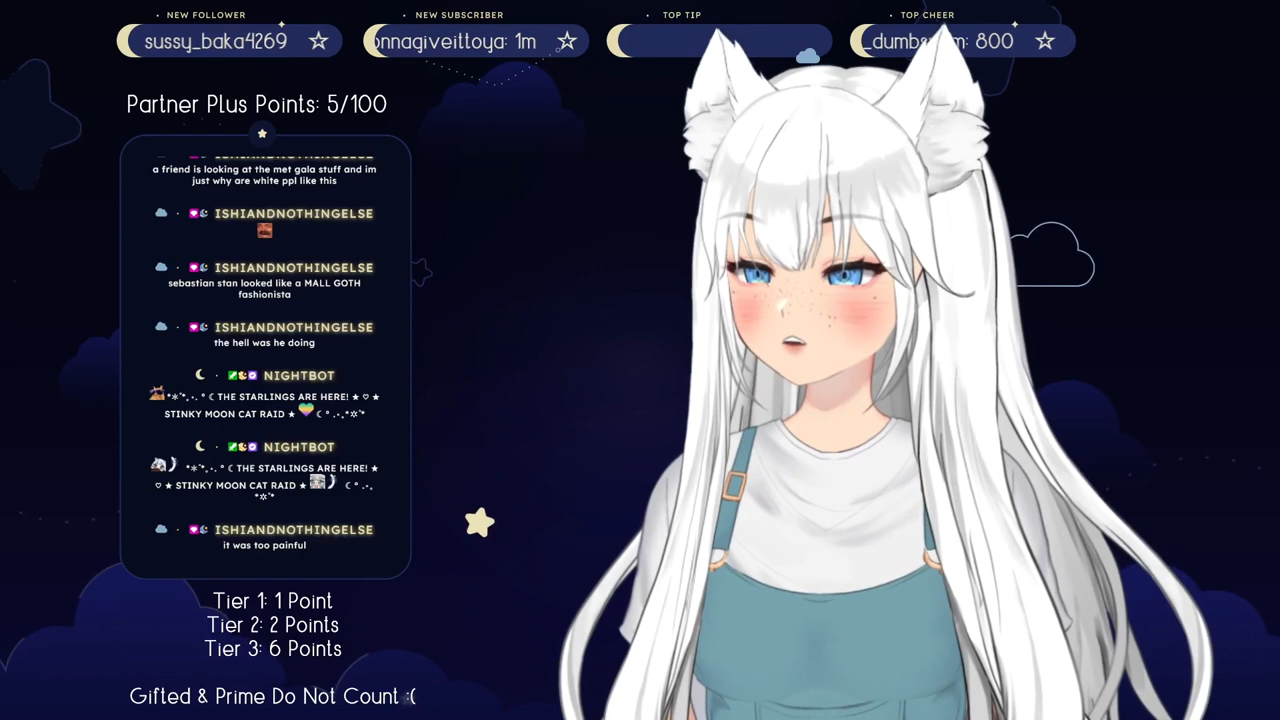 NEW FOLLOWER
NEW SUBSCRIBER
TOP TIP
TOP CHEER
sussy_baka4269
onnagiveittoya: 1m
800
Partner Plus Points: 5/100
ISHIANDNOTHINGELSE
a friend is looking at the met gala stuff and im
just why are white ppl like this
ISHIANDNOTHINGELSE
ISHIANDNOTHINGELSE
sebastian stan looked like a MALL GOTH
fashionista
ISHIANDNOTHINGELSE
the hell was he doing
NIGHTBOT
THE STARLINGS ARE HERE! ★ ♡ ★
STINKY MOON CAT RAID ★
NIGHTBOT
THE STARLINGS ARE HERE! ★
♡ ★ STINKY MOON CAT RAID ★
ISHIANDNOTHINGELSE
it was too painful
Tier 1: 1 Point
Tier 2: 2 Points
Tier 3: 6 Points
Gifted & Prime Do Not Count :(